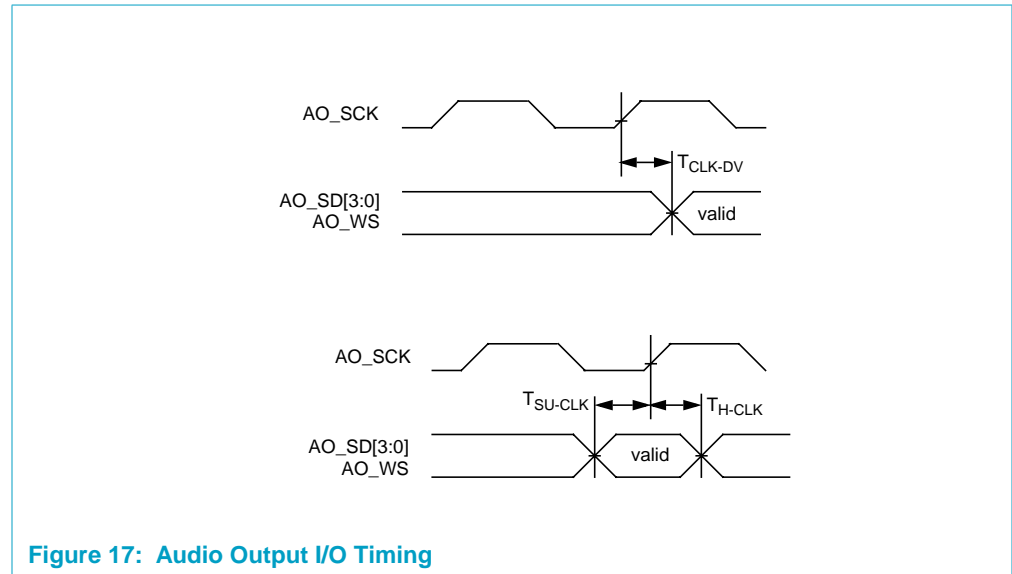 AO_SCK
T_CLK-DV
AO_SD[3:0]
AO_WS
valid
AO_SCK
T_SU-CLK
T_H-CLK
AO_SD[3:0]
AO_WS
valid
Figure 17: Audio Output I/O Timing